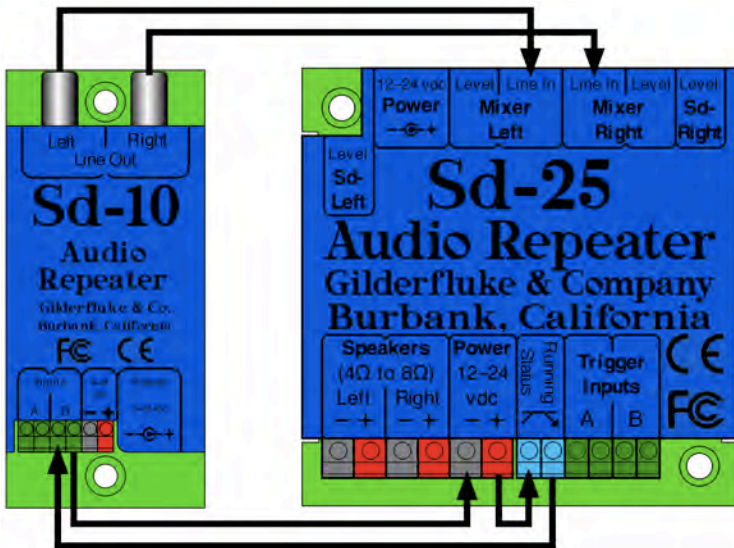 Left
Right
Line Out
Sd-10
Audio
Repeater
Gilderfluke & Co.
Burbank, California
FC CE
A B
- +
- +
12-24 vdc
Power
- +
Level Line In
Mixer
Left
Line In Level
Mixer
Right
Level
Sd-
Right
Level
Sd-
Left
Sd-25
Audio Repeater
Gilderfluke & Company
Burbank, California
Speakers
(4Ω to 8Ω)
Left Right
- + - +
Power
12-24
vdc
- +
Running
Status
Trigger
Inputs
A B
CE
FC